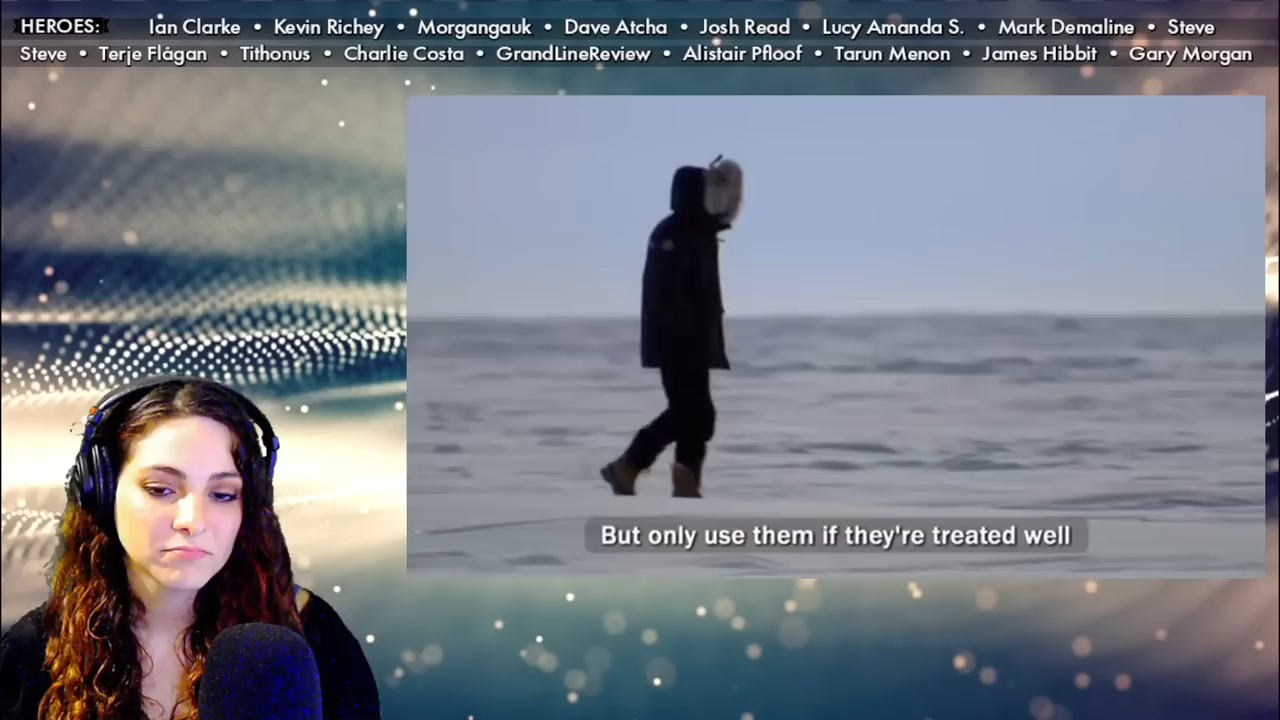 HEROES: Ian Clarke • Kevin Richey • Morgangauk • Dave Atcha • Josh Read • Lucy Amanda S. • Mark Demaline • Steve
Steve • Terje Flågan • Tithonus • Charlie Costa • GrandLineReview • Alistair Pfloof • Tarun Menon • James Hibbit • Gary Morgan
But only use them if they're treated well